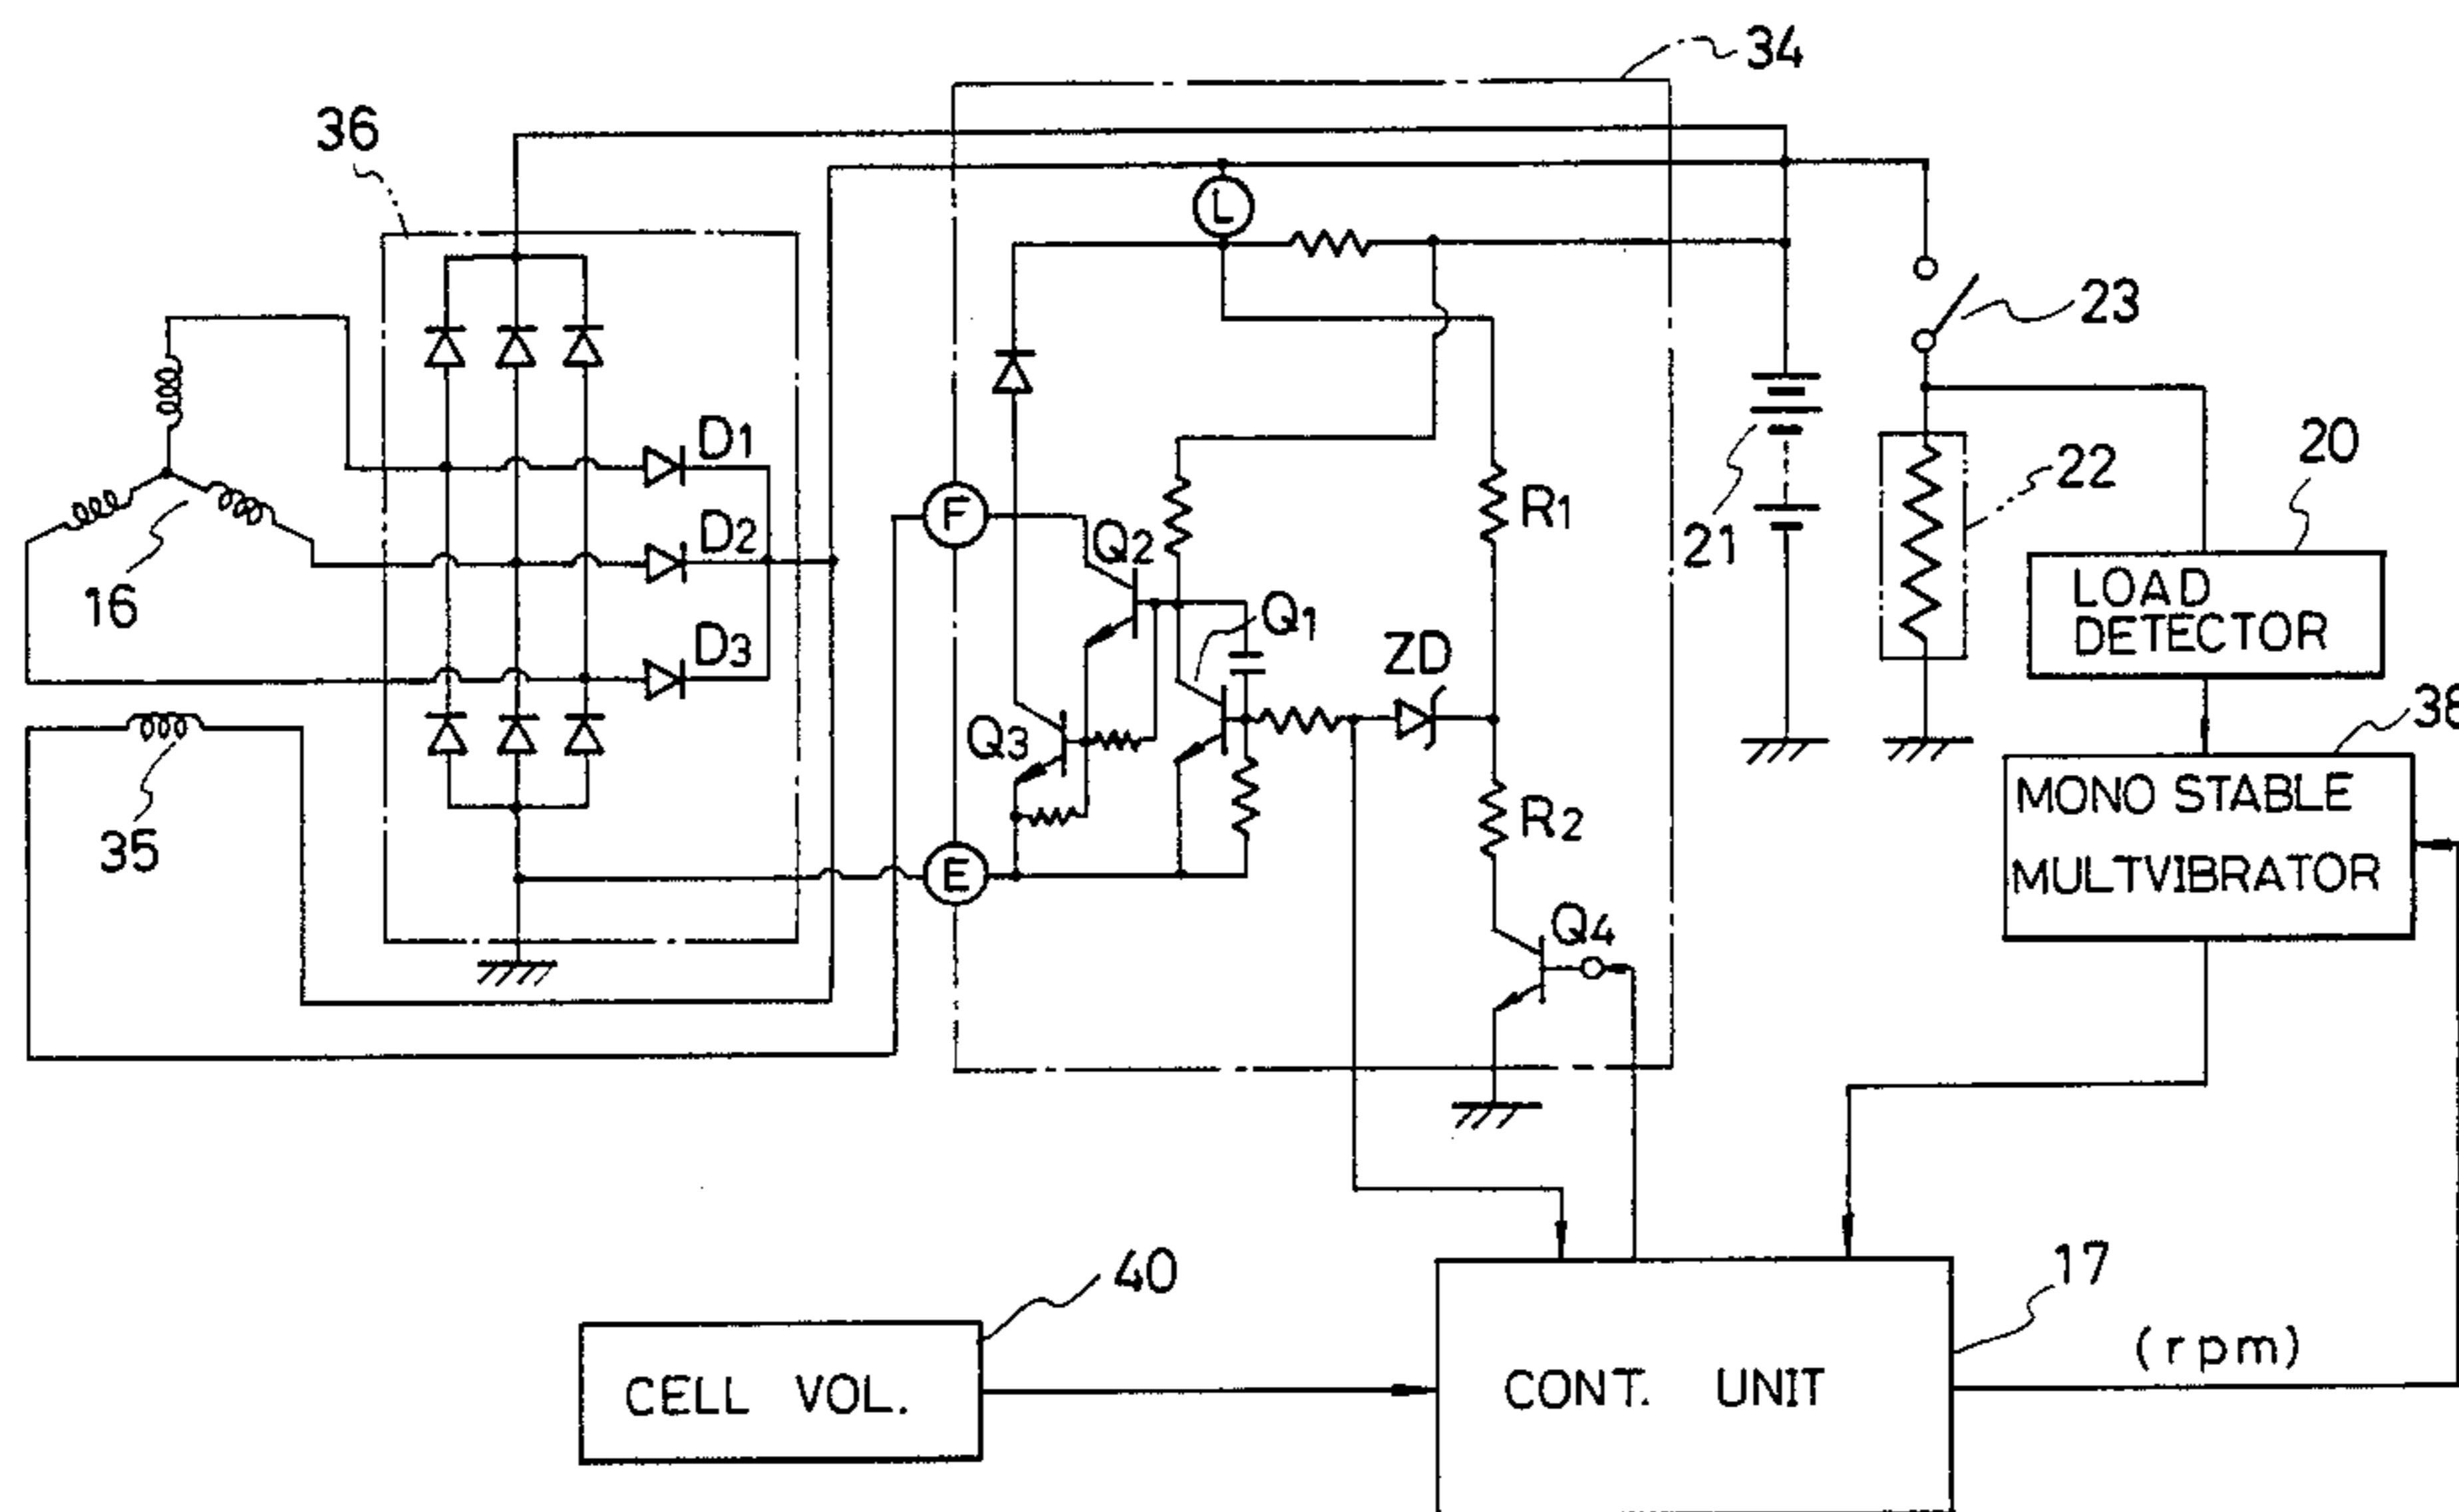 34
36
L
23
D1
20
22
F
R1
Q2
D2
21
16
Q1
LOAD
DETECTOR
D3
ZD
Q3
38
MONO STABLE
MULTVIBRATOR
R2
35
E
Q4
40
17
(rpm)
CELL VOL.
CONT. UNIT